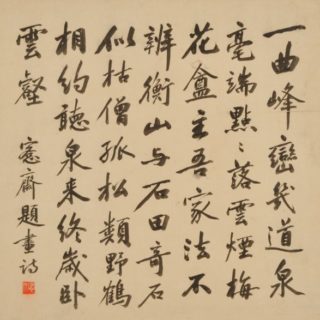 一曲峰巒幾道泉
毫端點〻落雲煙梅
花盦主吾家法不
辨衡山与石田奇石
似枯僧孤松類野鶴
相約聽泉来終歲卧
雲壑 愙齋題畫詩